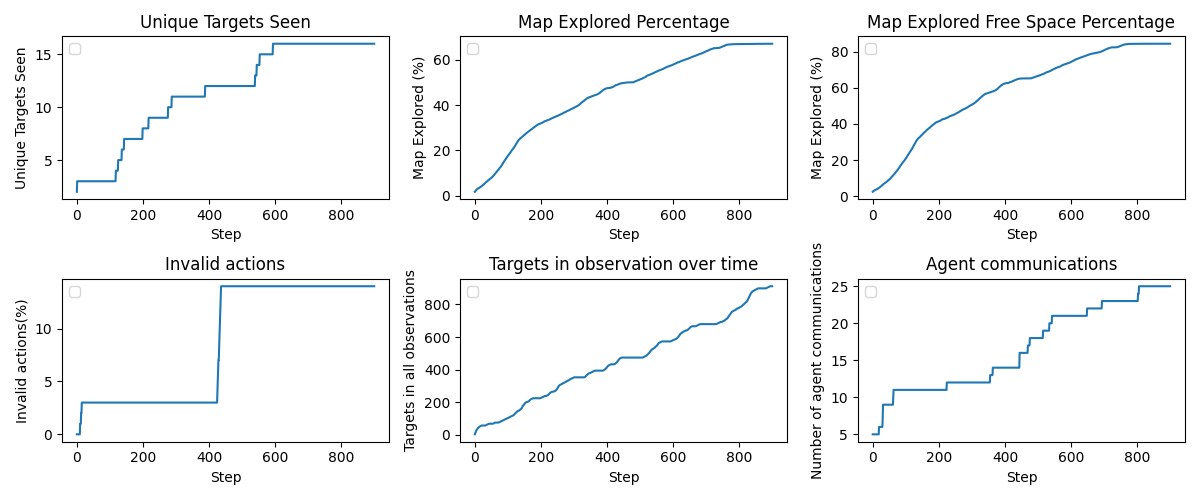 Unique Targets Seen
Map Explored Percentage
Map Explored Free Space Percentage
Unique Targets Seen
15
10
5
0 200 400 600 800
Step
Map Explored (%)
60
40
20
0
0 200 400 600 800
Step
Map Explored (%)
80
60
40
20
0
0 200 400 600 800
Step
Invalid actions
Targets in observation over time
Agent communications
Invalid actions(%)
10
5
0
0 200 400 600 800
Step
Targets in all observations
800
600
400
200
0
0 200 400 600 800
Step
Number of agent communications
25
20
15
10
5
0 200 400 600 800
Step